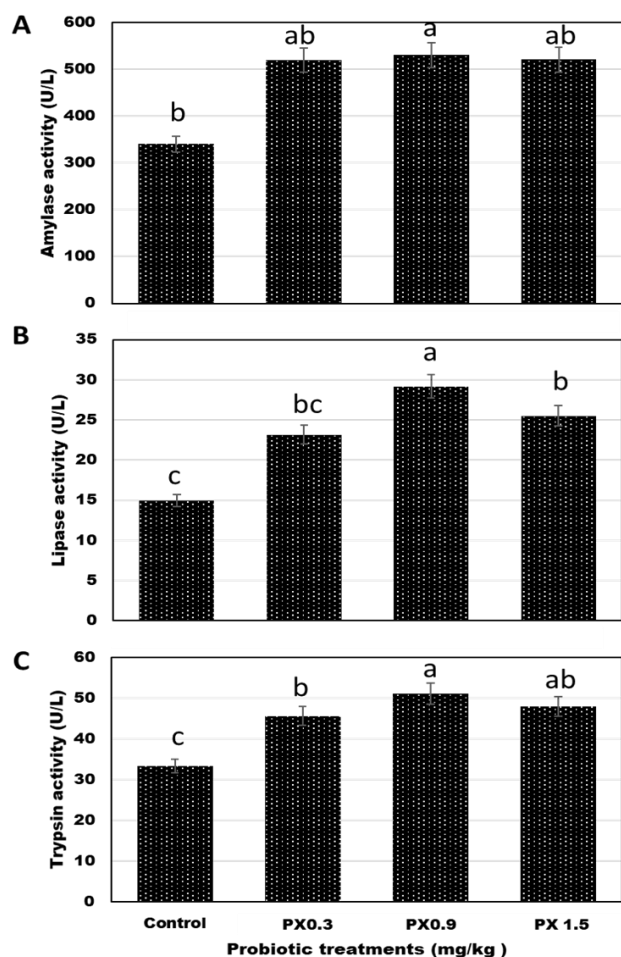 A
Amylase activity (U/L)
600
500
400
300
200
100
0
b
ab
a
ab
B
Lipase activity (U/L)
35
30
25
20
15
10
5
0
c
bc
a
b
C
Trypsin activity (U/L)
60
50
40
30
20
10
0
c
b
a
ab
Control PX0.3 PX0.9 PX 1.5
Probiotic treatments (mg/kg )